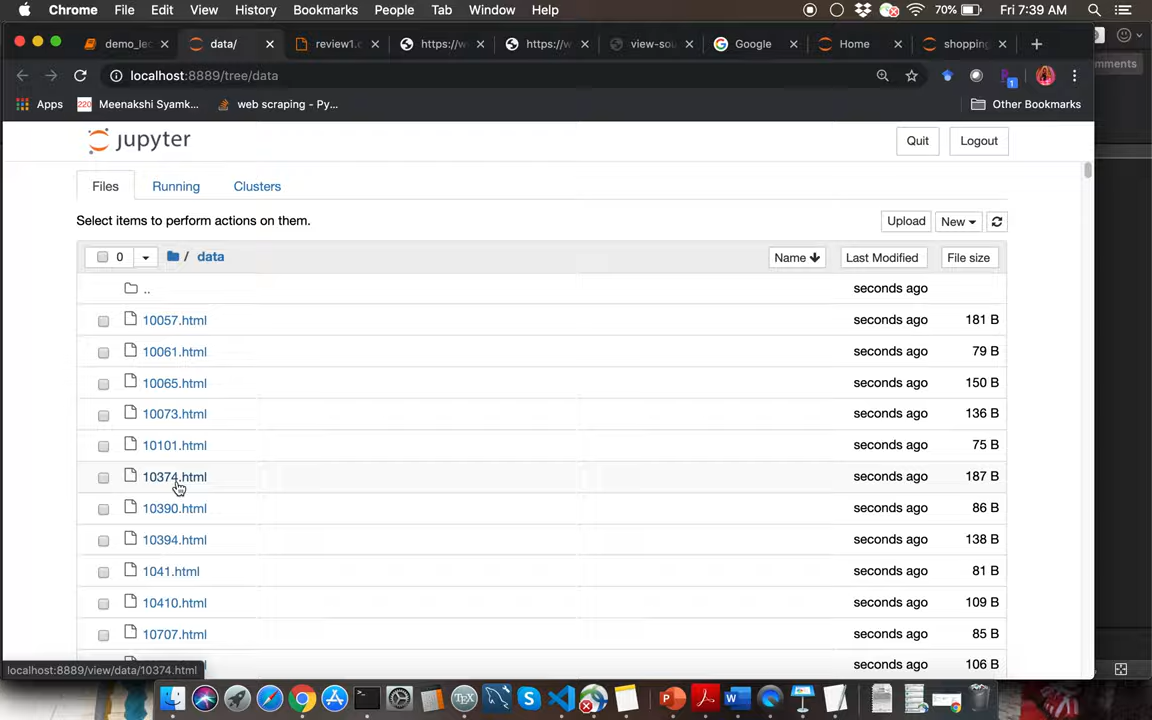 Chrome File Edit View History Bookmarks People Tab Window Help 70% Fri 7:39 AM
demo_lec data/ review1.c https://w https://w view-sou Google Home shopping
localhost:8889/tree/data 1
Apps 220 Meenakshi Syamk... web scraping - Py... Other Bookmarks
mments
jupyter Quit Logout
Files Running Clusters
Select items to perform actions on them. Upload New
0 / data Name Last Modified File size
.. seconds ago
10057.html seconds ago 181 B
10061.html seconds ago 79 B
10065.html seconds ago 150 B
10073.html seconds ago 136 B
10101.html seconds ago 75 B
10374.html seconds ago 187 B
10390.html seconds ago 86 B
10394.html seconds ago 138 B
1041.html seconds ago 81 B
10410.html seconds ago 109 B
10707.html seconds ago 85 B
seconds ago 106 B
localhost:8889/view/data/10374.html